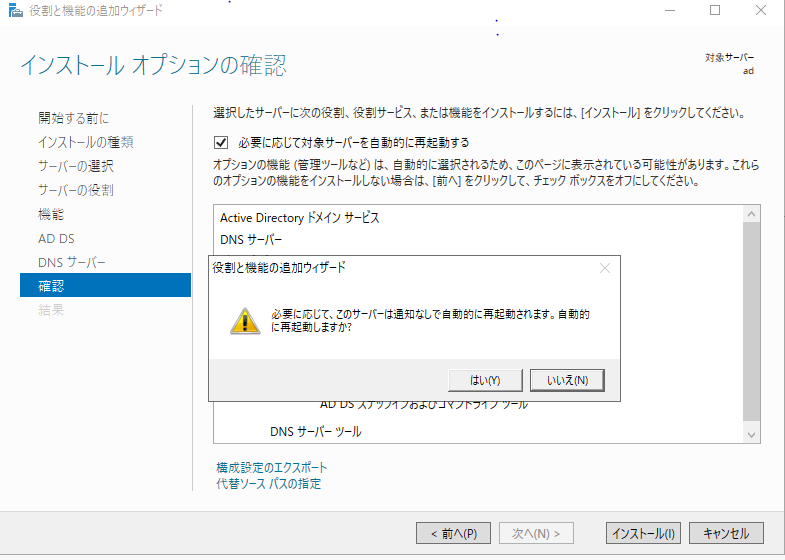 役割と機能の追加ウィザード
インストール オプションの確認
対象サーバー
ad
開始する前に
インストールの種類
サーバーの選択
サーバーの役割
機能
AD DS
DNS サーバー
確認
結果
選択したサーバーに次の役割、役割サービス、または機能をインストールするには、[インストール] をクリックしてください。
必要に応じて対象サーバーを自動的に再起動する
オプションの機能 (管理ツールなど) は、自動的に選択されるため、このページに表示されている可能性があります。これら
のオプションの機能をインストールしない場合は、[前へ] をクリックして、チェック ボックスをオフにしてください。
Active Directory ドメイン サービス
DNS サーバー
役割と機能の追加ウィザード
必要に応じて、このサーバーは通知なしで自動的に再起動されます。自動的
に再起動しますか?
はい(Y)
いいえ(N)
AD DS スナップインおよびコマンドライン ツール
DNS サーバー ツール
構成設定のエクスポート
代替ソース パスの指定
< 前へ(P)
次へ(N) >
インストール(I)
キャンセル